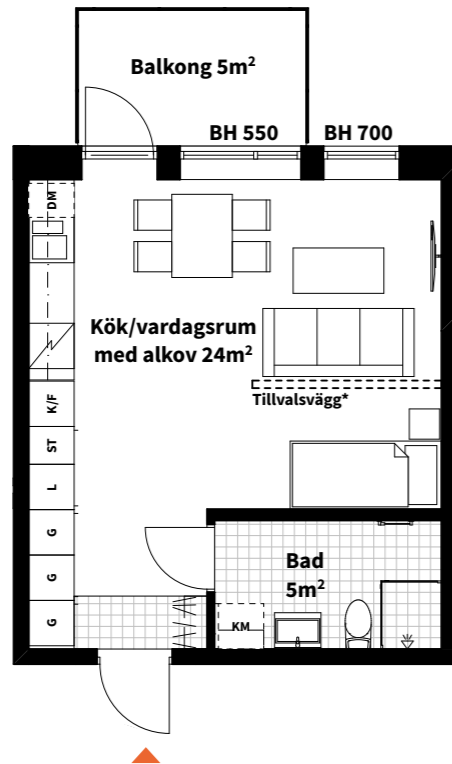 Balkong 5m²
BH 550
BH 700
DM
Kök/vardagsrum
med alkov 24m²
K/F
Tillvalsvägg*
ST
L
G
G
G
Bad
5m²
KM